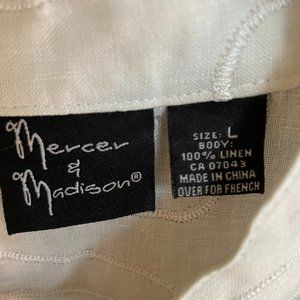 Mercer
&
Madison®
SIZE: L
BODY:
100% LINEN
CA 07043
MADE IN CHINA
OVER FOR FRENCH